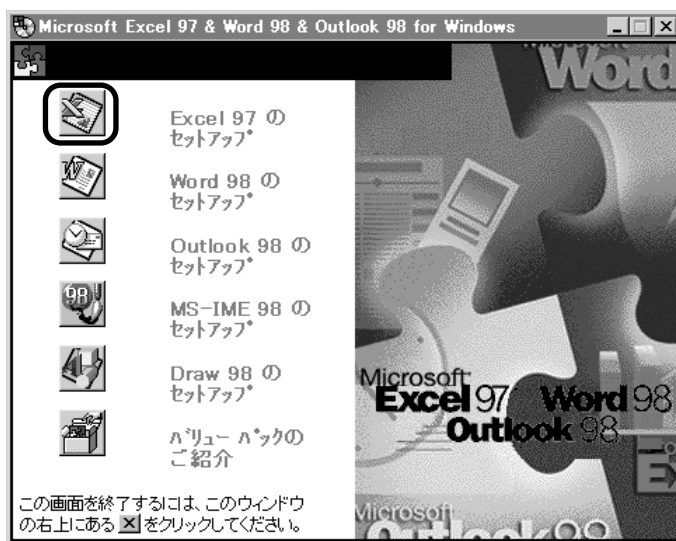 Microsoft Excel 97 & Word 98 & Outlook 98 for Windows
Word
Excel 97 の
ｾｯﾄｱｯﾌﾟ
Word 98 の
ｾｯﾄｱｯﾌﾟ
Outlook 98 の
ｾｯﾄｱｯﾌﾟ
98
MS-IME 98 の
ｾｯﾄｱｯﾌﾟ
Draw 98 の
ｾｯﾄｱｯﾌﾟ
ﾊﾞﾘｭｰ ﾊﾟｯｸの
ご紹介
Microsoft
Excel 97 Word 98
Outlook 98
この画面を終了するには、このウィンドウ
の右上にある X をクリックしてください。
Microsoft
Outlook 98